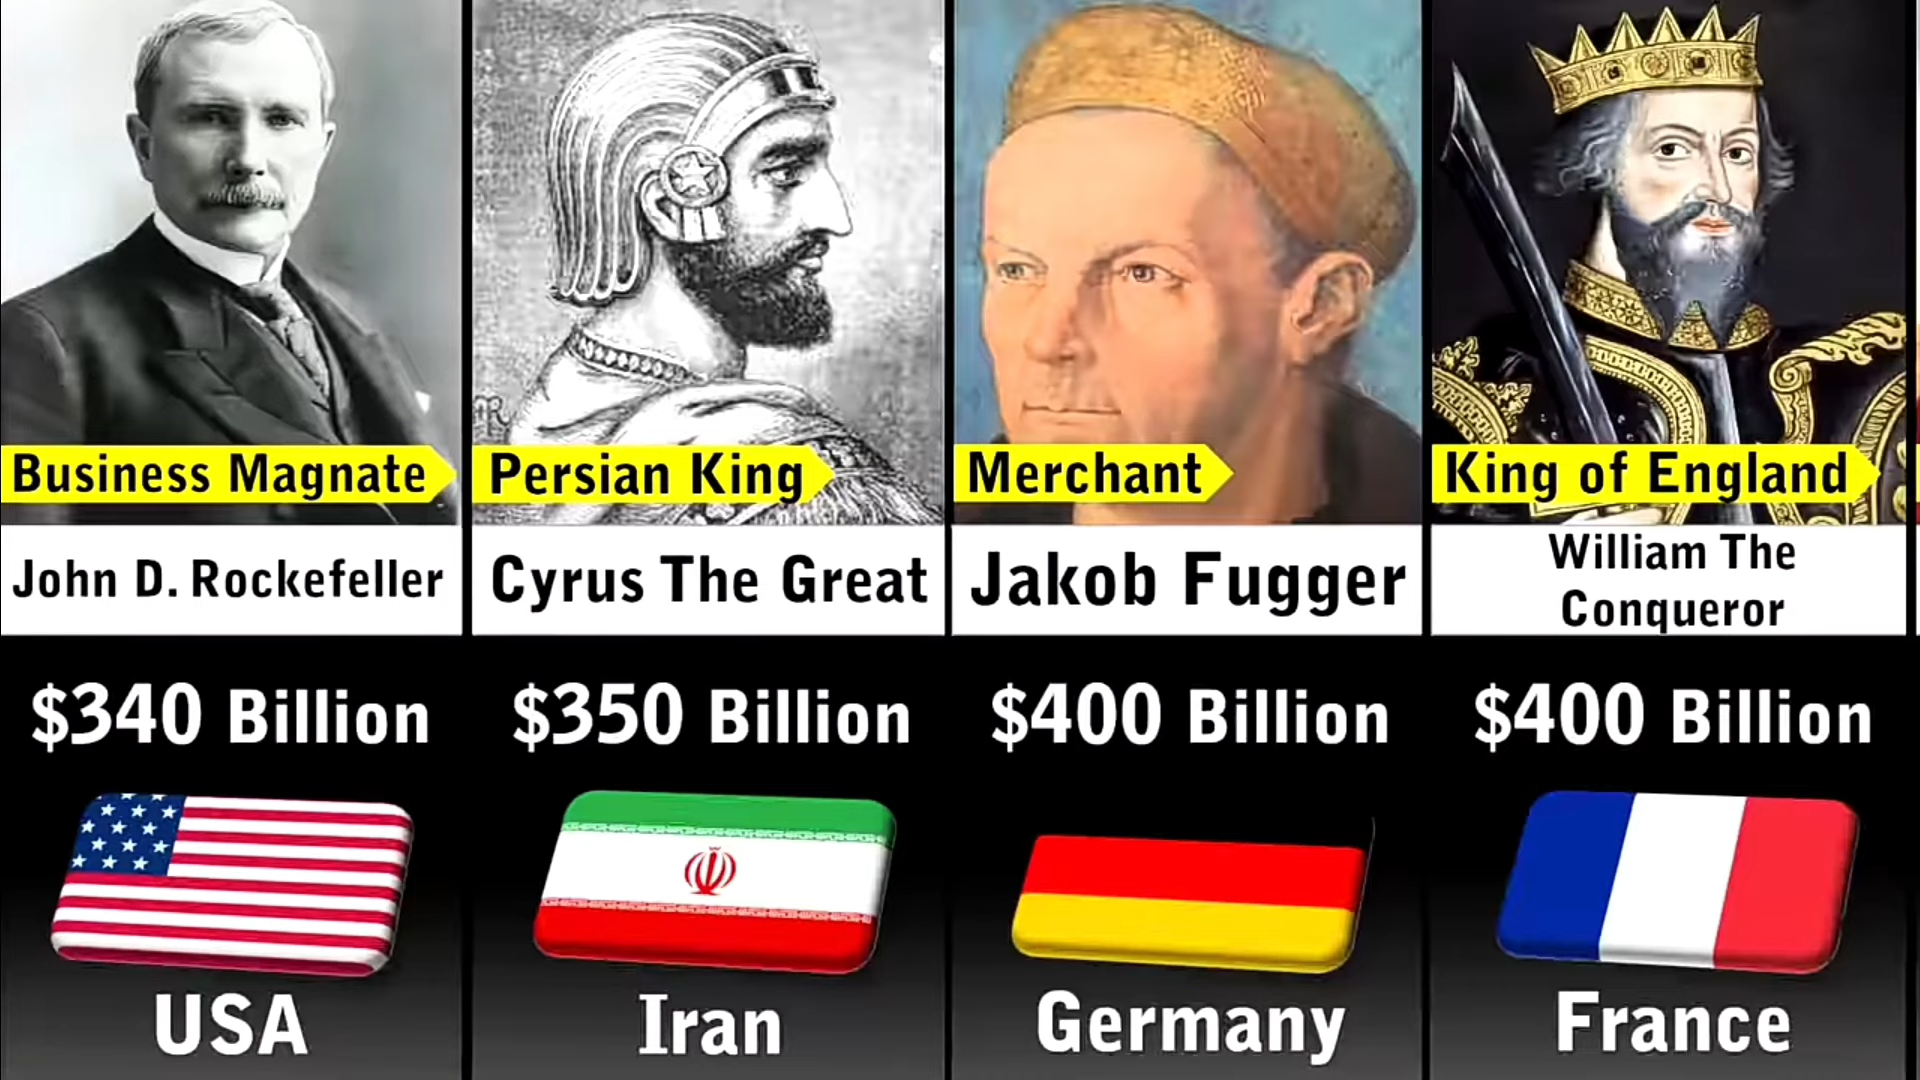 Business Magnate
John D. Rockefeller
$340 Billion
USA
Persian King
Cyrus The Great
$350 Billion
Iran
Merchant
Jakob Fugger
$400 Billion
Germany
King of England
William The
Conqueror
$400 Billion
France